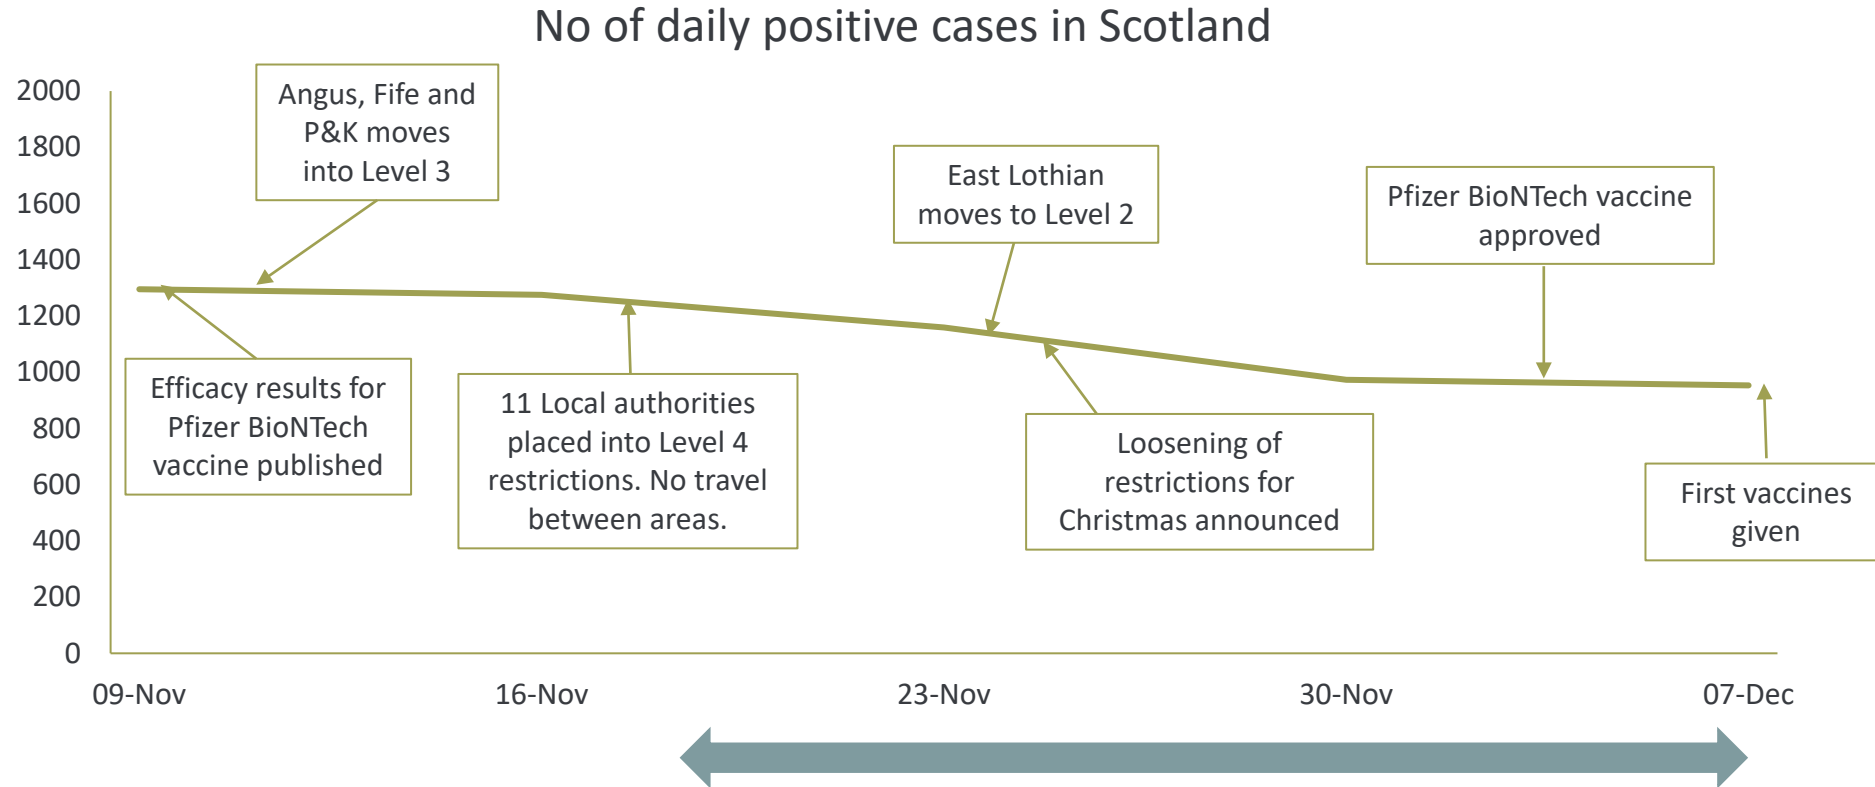 No of daily positive cases in Scotland
2000
1800
1600
1400
1200
1000
800
600
400
200
0
Angus, Fife and
P&K moves
into Level 3
Efficacy results for
Pfizer BioNTech
vaccine published
11 Local authorities
placed into Level 4
restrictions. No travel
between areas.
East Lothian
moves to Level 2
Loosening of
restrictions for
Christmas announced
Pfizer BioNTech vaccine
approved
First vaccines
given
09-Nov
16-Nov
23-Nov
30-Nov
07-Dec